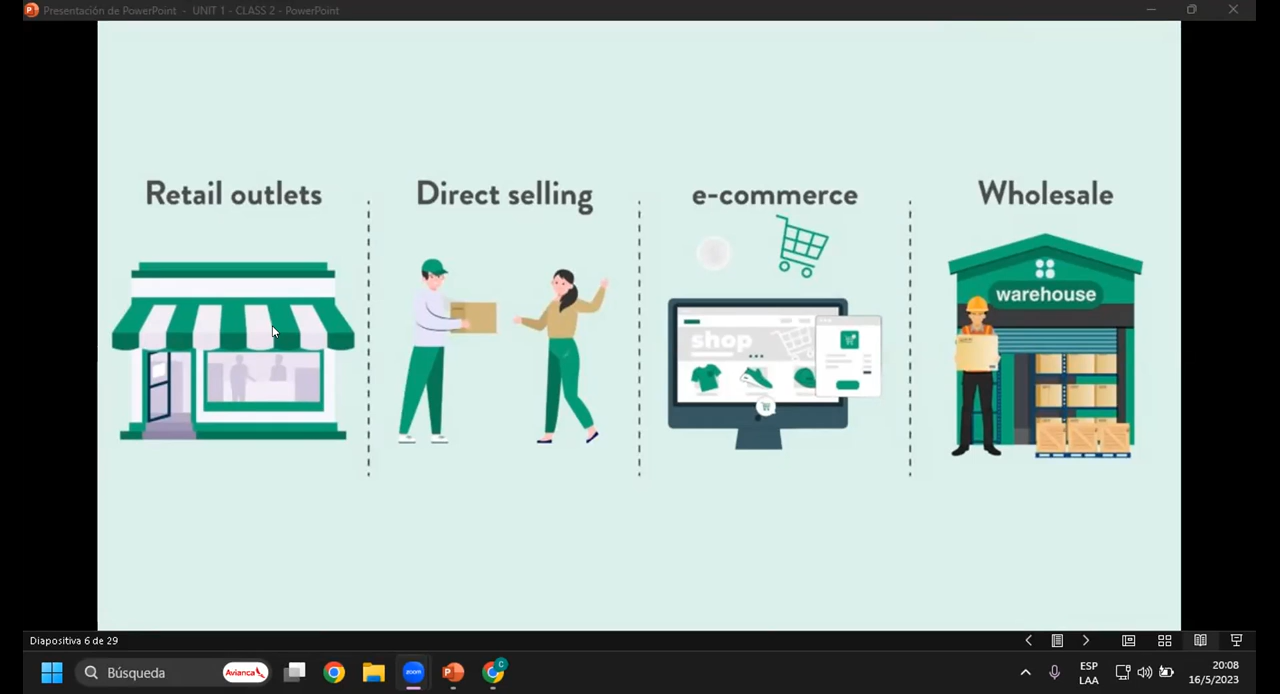 Presentación de PowerPoint - UNIT 1 - CLASS 2 - PowerPoint
Retail outlets
Direct selling
e-commerce
Wholesale
warehouse
shop
Diapositiva 6 de 29
Búsqueda
Avianca
zoom
ESP
LAA
20:08
16/5/2023